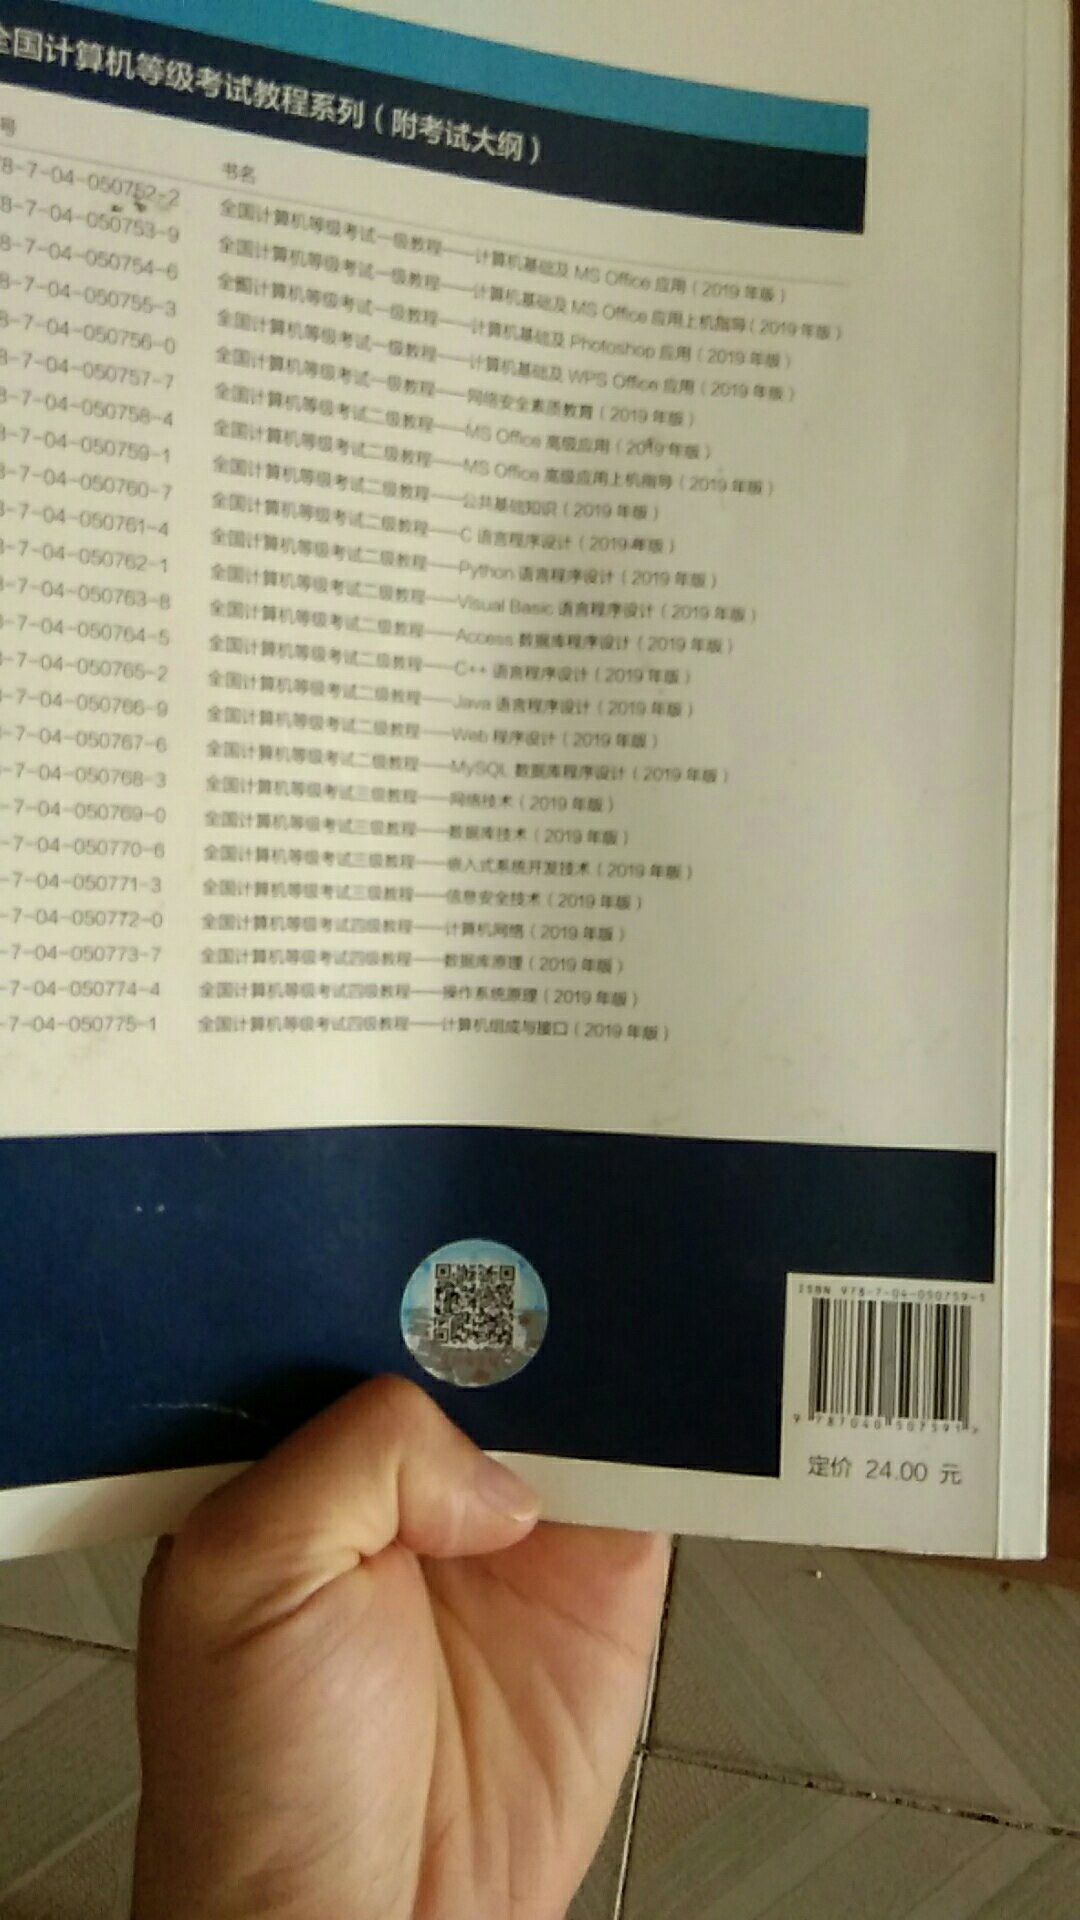 全国计算机等级考试教程系列(附考试大纲)
号 书名
8-7-04-050752-2 全国计算机等级考试一级教程——计算机基础及 MS Office 应用(2019 年版)
8-7-04-050753-9 全国计算机等级考试一级教程——计算机基础及 MS Office 应用上机指导(2019 年版)
8-7-04-050754-6 全国计算机等级考试一级教程——计算机基础及 Photoshop 应用(2019 年版)
8-7-04-050755-3 全国计算机等级考试一级教程——计算机基础及 WPS Office 应用(2019 年版)
8-7-04-050756-0 全国计算机等级考试一级教程——网络安全素质教育(2019 年版)
8-7-04-050757-7 全国计算机等级考试二级教程——MS Office 高级应用(2019 年版)
8-7-04-050758-4 全国计算机等级考试二级教程——MS Office 高级应用上机指导(2019 年版)
8-7-04-050759-1 全国计算机等级考试二级教程——公共基础知识(2019 年版)
8-7-04-050760-7 全国计算机等级考试二级教程——C 语言程序设计(2019 年版)
8-7-04-050761-4 全国计算机等级考试二级教程——Python 语言程序设计(2019 年版)
8-7-04-050762-1 全国计算机等级考试二级教程——Visual Basic 语言程序设计(2019 年版)
8-7-04-050763-8 全国计算机等级考试二级教程——Access 数据库程序设计(2019 年版)
8-7-04-050764-5 全国计算机等级考试二级教程——C++ 语言程序设计(2019 年版)
8-7-04-050765-2 全国计算机等级考试二级教程——Java 语言程序设计(2019 年版)
8-7-04-050766-9 全国计算机等级考试二级教程——Web 程序设计(2019 年版)
-7-04-050767-6 全国计算机等级考试二级教程——MySQL 数据库程序设计(2019 年版)
-7-04-050768-3 全国计算机等级考试三级教程——网络技术(2019 年版)
-7-04-050769-0 全国计算机等级考试三级教程——数据库技术(2019 年版)
-7-04-050770-6 全国计算机等级考试三级教程——嵌入式系统开发技术(2019 年版)
-7-04-050771-3 全国计算机等级考试三级教程——信息安全技术(2019 年版)
-7-04-050772-0 全国计算机等级考试四级教程——计算机网络(2019 年版)
-7-04-050773-7 全国计算机等级考试四级教程——数据库原理(2019 年版)
-7-04-050774-4 全国计算机等级考试四级教程——操作系统原理(2019 年版)
-7-04-050775-1 全国计算机等级考试四级教程——计算机组成与接口(2019 年版)
ISBN 978-7-04-050759-1
9 787040 507591 >
定价 24.00 元